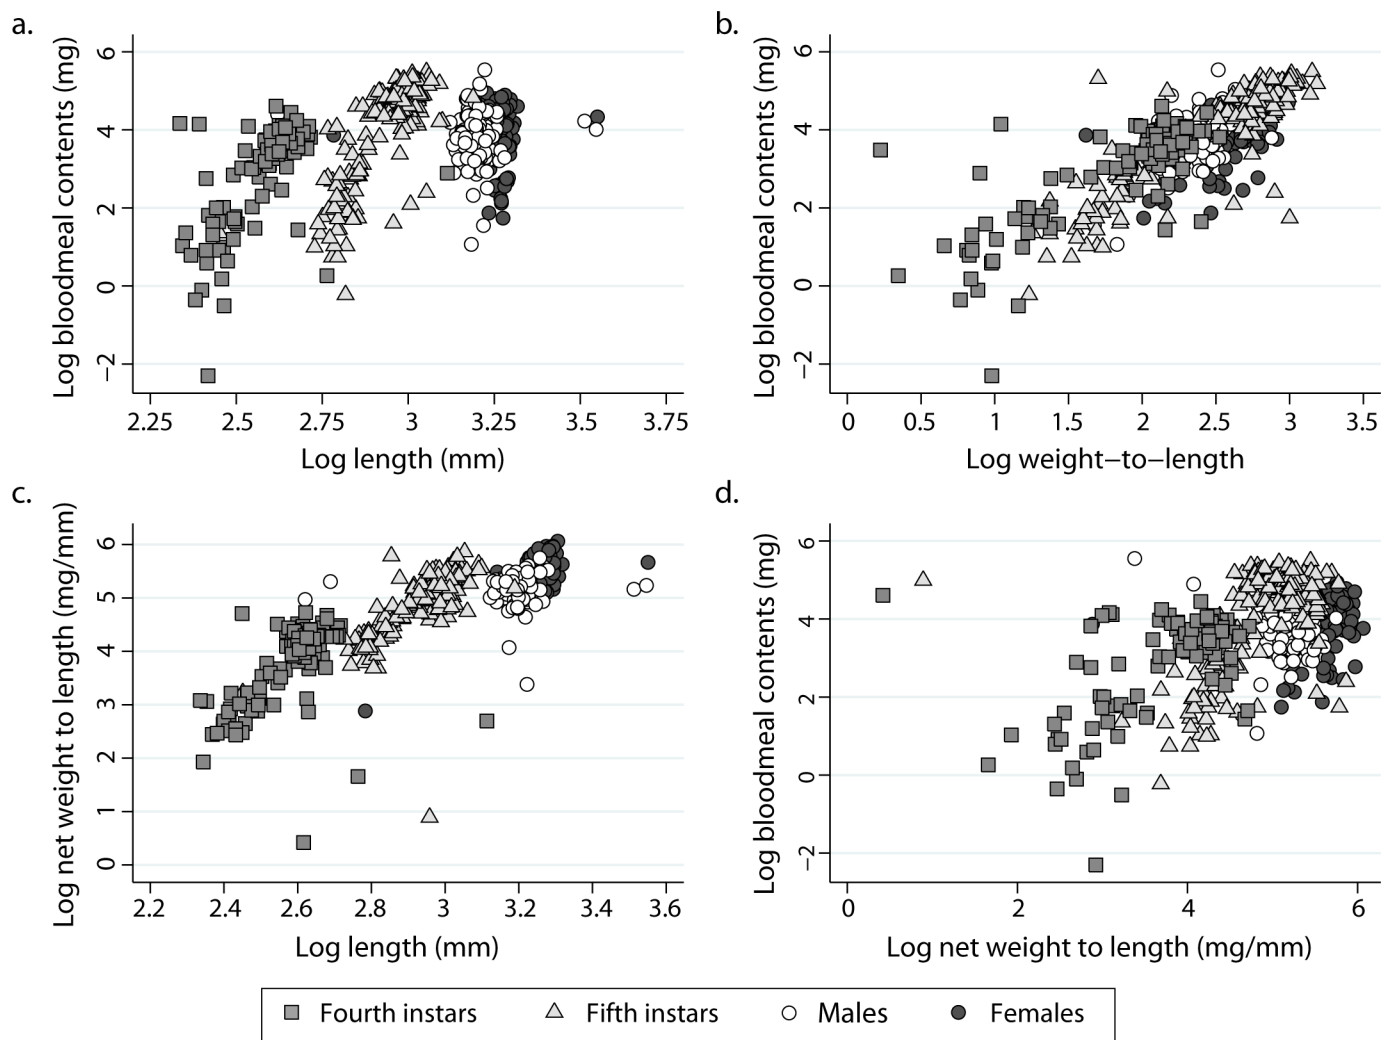 a.
Log bloodmeal contents (mg)
6
4
2
0
−2
2.25 2.5 2.75 3 3.25 3.5 3.75
Log length (mm)
b.
Log bloodmeal contents (mg)
6
4
2
0
−2
0 0.5 1 1.5 2 2.5 3 3.5
Log weight−to−length
c.
Log net weight to length (mg/mm)
6
5
4
3
2
1
0
2.2 2.4 2.6 2.8 3 3.2 3.4 3.6
Log length (mm)
d.
Log bloodmeal contents (mg)
6
4
2
0
−2
0 2 4 6
Log net weight to length (mg/mm)
Fourth instars Fifth instars Males Females